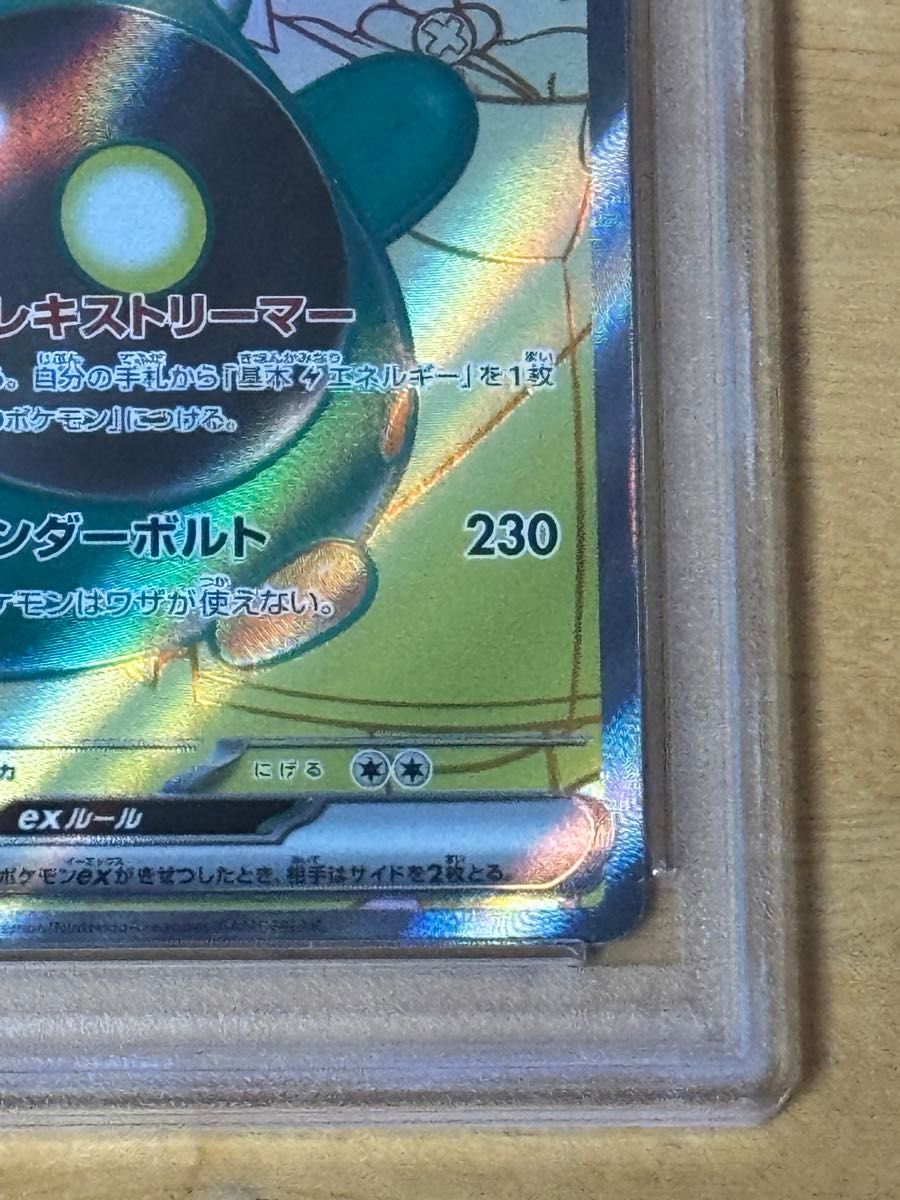 レキストリーマー
。自分の手札から『基本エネルギー』を1枚
ポケモン』につける。
ンダーボルト 230
ケモンはワザが使えない。
にげる
exルール
ポケモンexがきぜつしたとき、相手はサイドを2枚とる。